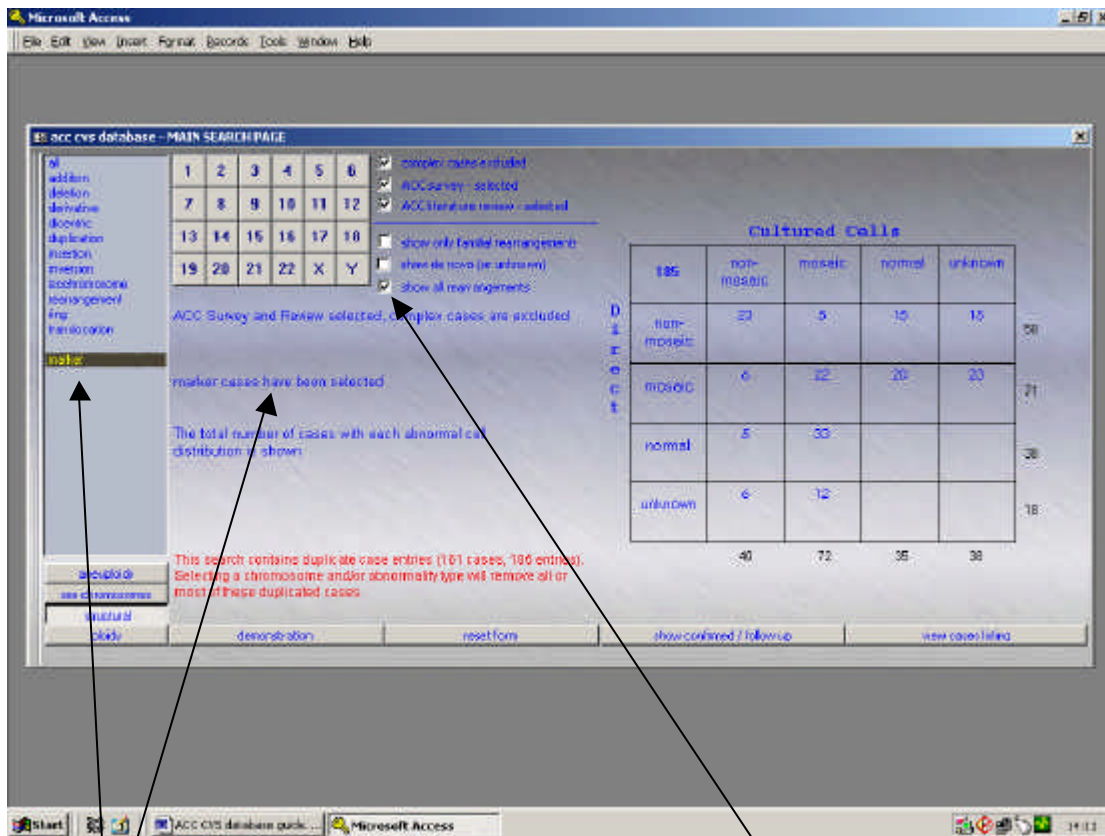 Microsoft Access
File Edit View Insert Format Records Tools Window Help
acc cvs database - MAIN SEARCH PAGE
all
addition
deletion
derivative
dicentric
duplication
insertion
inversion
isochromosome
rearrangement
ring
translocation
marker
aneuploidy
sex chromosomes
structural
ploidy
1 2 3 4 5 6
7 8 9 10 11 12
13 14 15 16 17 18
19 20 21 22 X Y
complex cases excluded
ACC survey - selected
ACC literature review - selected
show only familial rearrangements
show de novo (or unknown)
show all rearrangements
ACC Survey and Review selected, complex cases are excluded
marker cases have been selected
The total number of cases with each abnormal cell
distribution is shown
This search contains duplicate case entries (161 cases, 186 entries).
Selecting a chromosome and/or abnormality type will remove all or
most of these duplicated cases.
Cultured Cells
Direct
185 non-mosaic mosaic normal unknown
non-mosaic 23 5 15 15 58
mosaic 6 22 20 23 71
normal 5 33 38
unknown 6 12 18
40 72 35 38
demonstration reset form show confirmed / follow up view cases listing
Start ACC CVS database guide. ... Microsoft Access